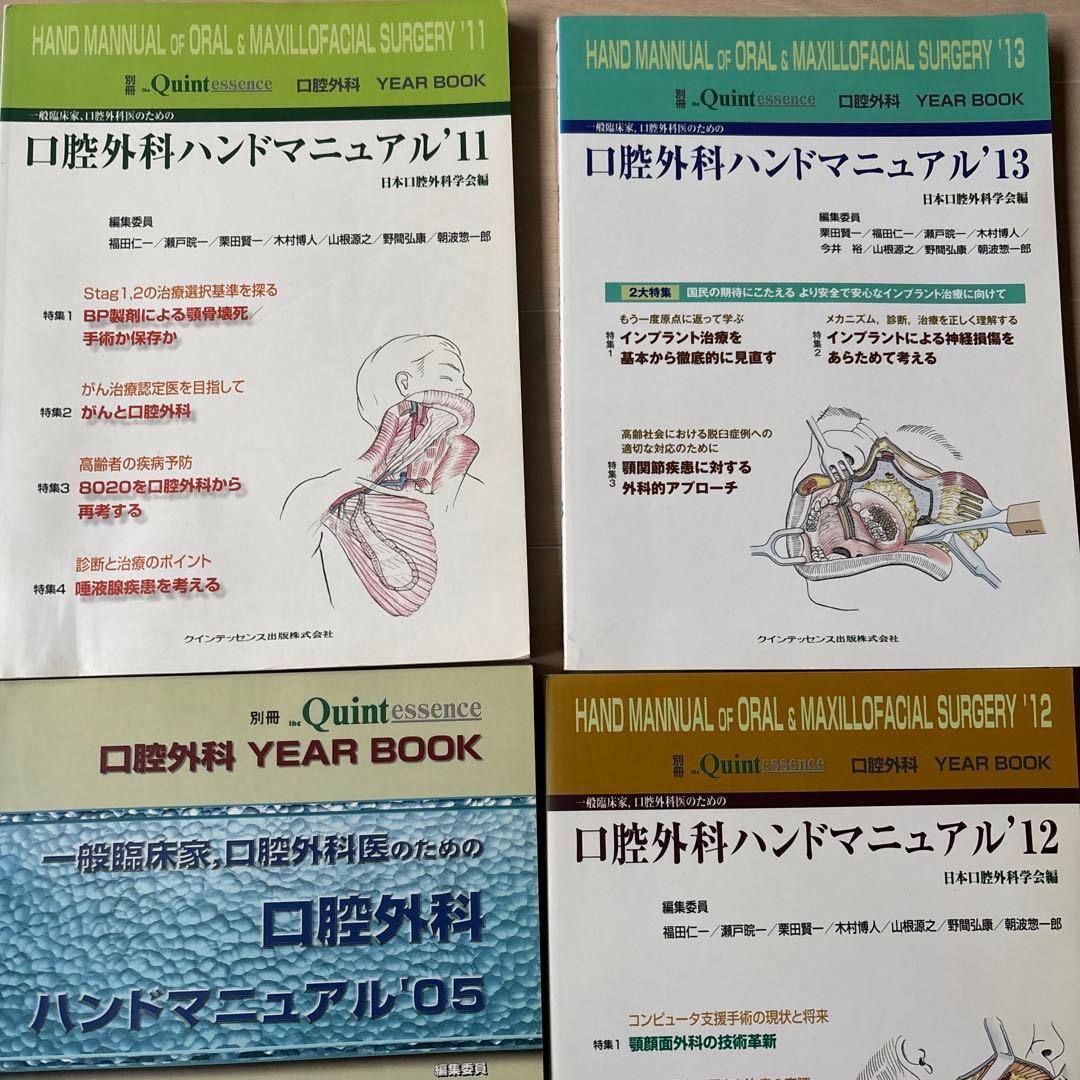 HAND MANNUAL OF ORAL & MAXILLOFACIAL SURGERY '11
別冊 the Quintessence 口腔外科 YEAR BOOK
一般臨床家, 口腔外科医のための
口腔外科ハンドマニュアル'11
日本口腔外科学会編
編集委員
福田仁一/瀬戸晥一/栗田賢一/木村博人/山根源之/野間弘康/朝波惣一郎
Stag1,2の治療選択基準を探る
特集1 BP製剤による顎骨壊死/
手術か保存か
がん治療認定医を目指して
特集2 がんと口腔外科
高齢者の疾病予防
特集3 8020を口腔外科から
再考する
診断と治療のポイント
特集4 唾液腺疾患を考える
クインテッセンス出版株式会社
HAND MANNUAL OF ORAL & MAXILLOFACIAL SURGERY '13
別冊 the Quintessence 口腔外科 YEAR BOOK
一般臨床家, 口腔外科医のための
口腔外科ハンドマニュアル'13
日本口腔外科学会編
編集委員
栗田賢一/福田仁一/瀬戸晥一/木村博人/
今井 裕/山根源之/野間弘康/朝波惣一郎
2大特集 国民の期待にこたえる より安全で安心なインプラント治療に向けて
もう一度原点に返って学ぶ
特集1 インプラント治療を
基本から徹底的に見直す
メカニズム, 診断, 治療を正しく理解する
特集2 インプラントによる神経損傷を
あらためて考える
高齢社会における脱臼症例への
適切な対応のために
特集3 顎関節疾患に対する
外科的アプローチ
クインテッセンス出版株式会社
別冊 the Quintessence
口腔外科 YEAR BOOK
一般臨床家, 口腔外科医のための
口腔外科
ハンドマニュアル'05
編集委員
HAND MANNUAL OF ORAL & MAXILLOFACIAL SURGERY '12
別冊 the Quintessence 口腔外科 YEAR BOOK
一般臨床家, 口腔外科医のための
口腔外科ハンドマニュアル'12
日本口腔外科学会編
編集委員
福田仁一/瀬戸晥一/栗田賢一/木村博人/山根源之/野間弘康/朝波惣一郎
コンピュータ支援手術の現状と将来
特集1 顎顔面外科の技術革新